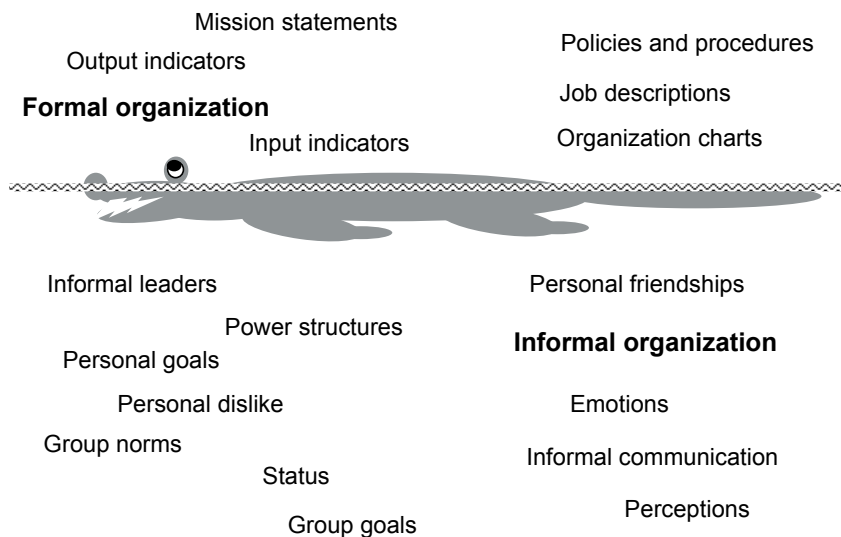 Mission statements
Policies and procedures
Output indicators
Job descriptions
Formal organization
Input indicators
Organization charts
Informal leaders
Personal friendships
Power structures
Informal organization
Personal goals
Personal dislike
Emotions
Group norms
Informal communication
Status
Perceptions
Group goals